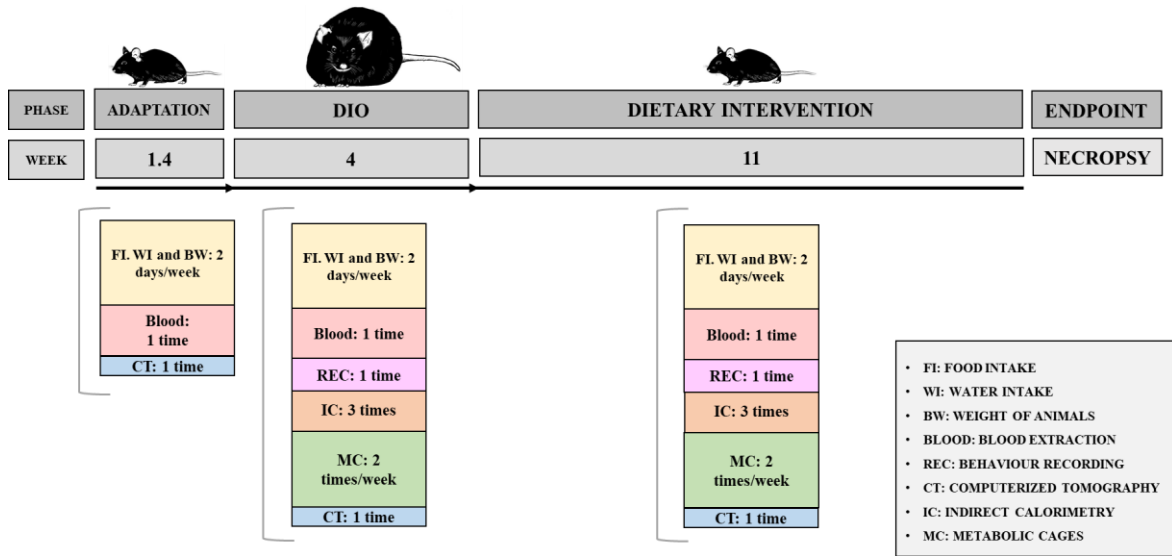 PHASE
ADAPTATION
DIO
DIETARY INTERVENTION
ENDPOINT
WEEK
1.4
4
11
NECROPSY
FI. WI and BW: 2
days/week
Blood:
1 time
CT: 1 time
FI. WI and BW: 2
days/week
Blood: 1 time
REC: 1 time
IC: 3 times
MC: 2
times/week
CT: 1 time
FI. WI and BW: 2
days/week
Blood: 1 time
REC: 1 time
IC: 3 times
MC: 2
times/week
CT: 1 time
• FI: FOOD INTAKE
• WI: WATER INTAKE
• BW: WEIGHT OF ANIMALS
• BLOOD: BLOOD EXTRACTION
• REC: BEHAVIOUR RECORDING
• CT: COMPUTERIZED TOMOGRAPHY
• IC: INDIRECT CALORIMETRY
• MC: METABOLIC CAGES